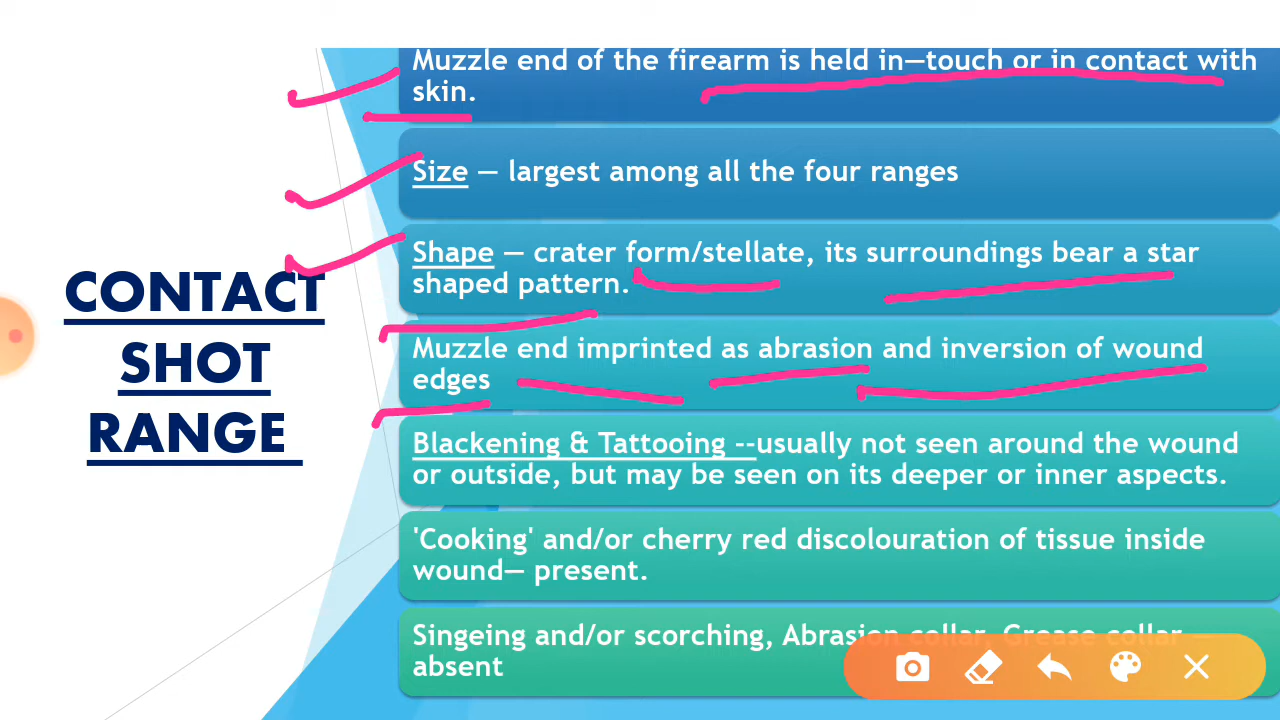 CONTACT
SHOT
RANGE
Muzzle end of the firearm is held in—touch or in contact with
skin.
Size — largest among all the four ranges
Shape — crater form/stellate, its surroundings bear a star
shaped pattern.
Muzzle end imprinted as abrasion and inversion of wound
edges
Blackening & Tattooing --usually not seen around the wound
or outside, but may be seen on its deeper or inner aspects.
'Cooking' and/or cherry red discolouration of tissue inside
wound— present.
Singeing and/or scorching, Abrasion collar, Grease collar —
absent